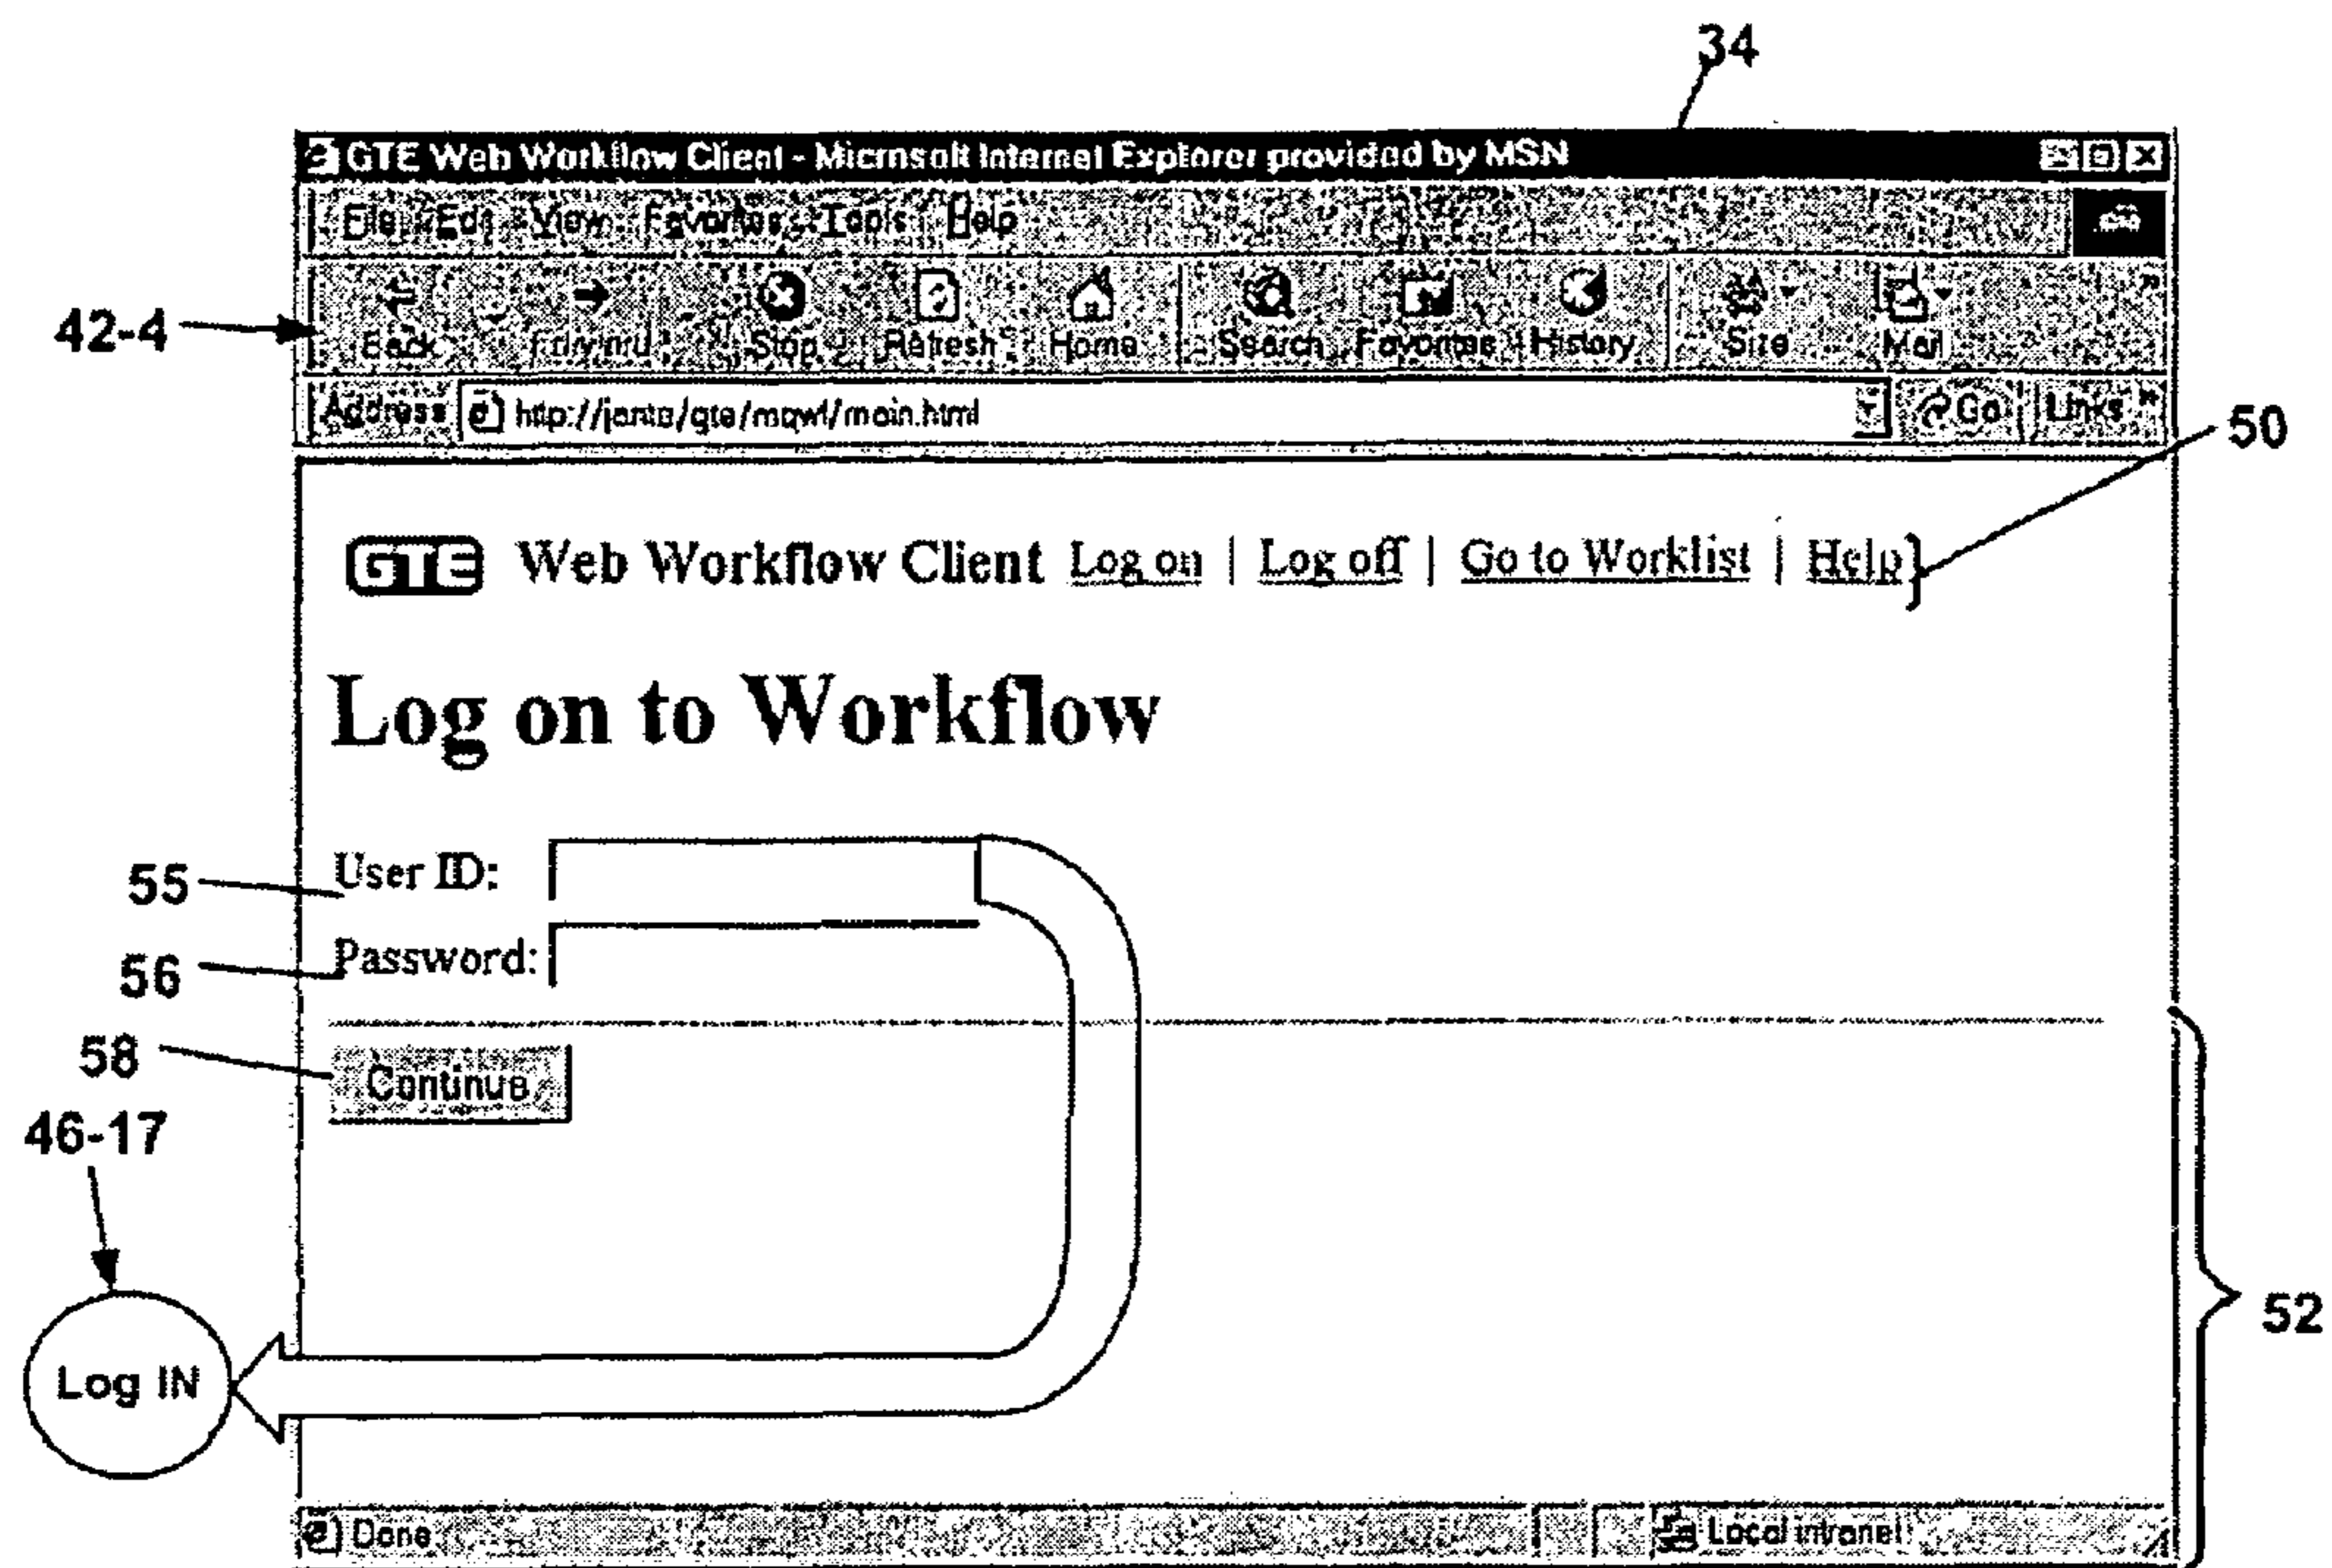 34
GTE Web Workflow Client - Microsoft Internet Explorer provided by MSN
File Edit View Favorites Tools Help
42-4
Back Forward Stop Refresh Home Search Favorites History Size Mail »
Address http://jantb/gte/mqwf/main.html Go Links »
50
GTE Web Workflow Client Log on | Log off | Go to Worklist | Help
Log on to Workflow
55 User ID:
56 Password:
58 Continue
46-17
Log IN
52
Done Local intranet